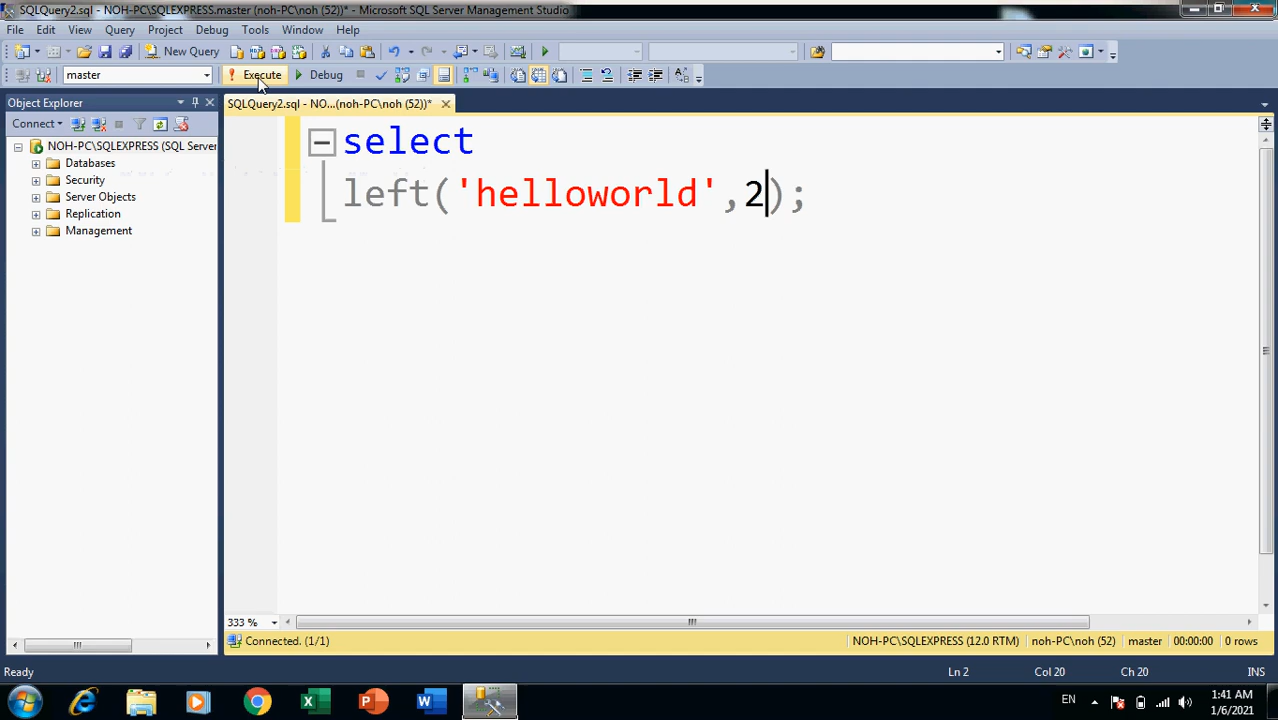 SQLQuery2.sql - NOH-PC\SQLEXPRESS.master (noh-PC\noh (52))* - Microsoft SQL Server Management Studio
File Edit View Query Project Debug Tools Window Help
New Query
master Execute Debug
Object Explorer
SQLQuery2.sql - NO...(noh-PC\noh (52))*
Connect
NOH-PC\SQLEXPRESS (SQL Server
Databases
Security
Server Objects
Replication
Management
select
left('helloworld',2);
333 %
Connected. (1/1) NOH-PC\SQLEXPRESS (12.0 RTM) noh-PC\noh (52) master 00:00:00 0 rows
Ready Ln 2 Col 20 Ch 20 INS
EN 1:41 AM
1/6/2021